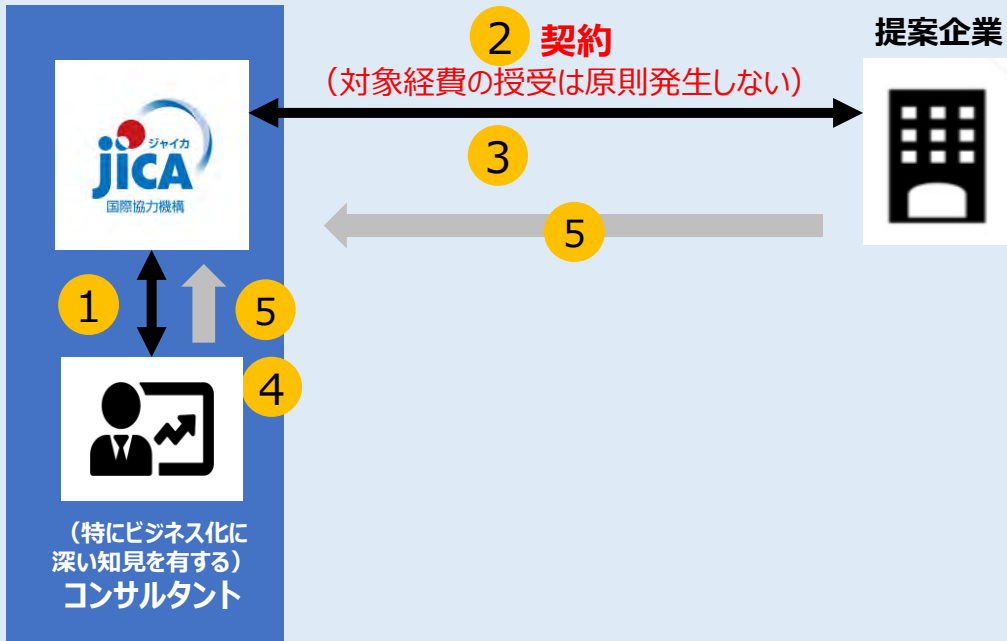 2 契約
（対象経費の授受は原則発生しない）
提案企業
ジャイカ
jICA
国際協力機構
3
5
1
5
4
（特にビジネス化に
深い知見を有する）
コンサルタント